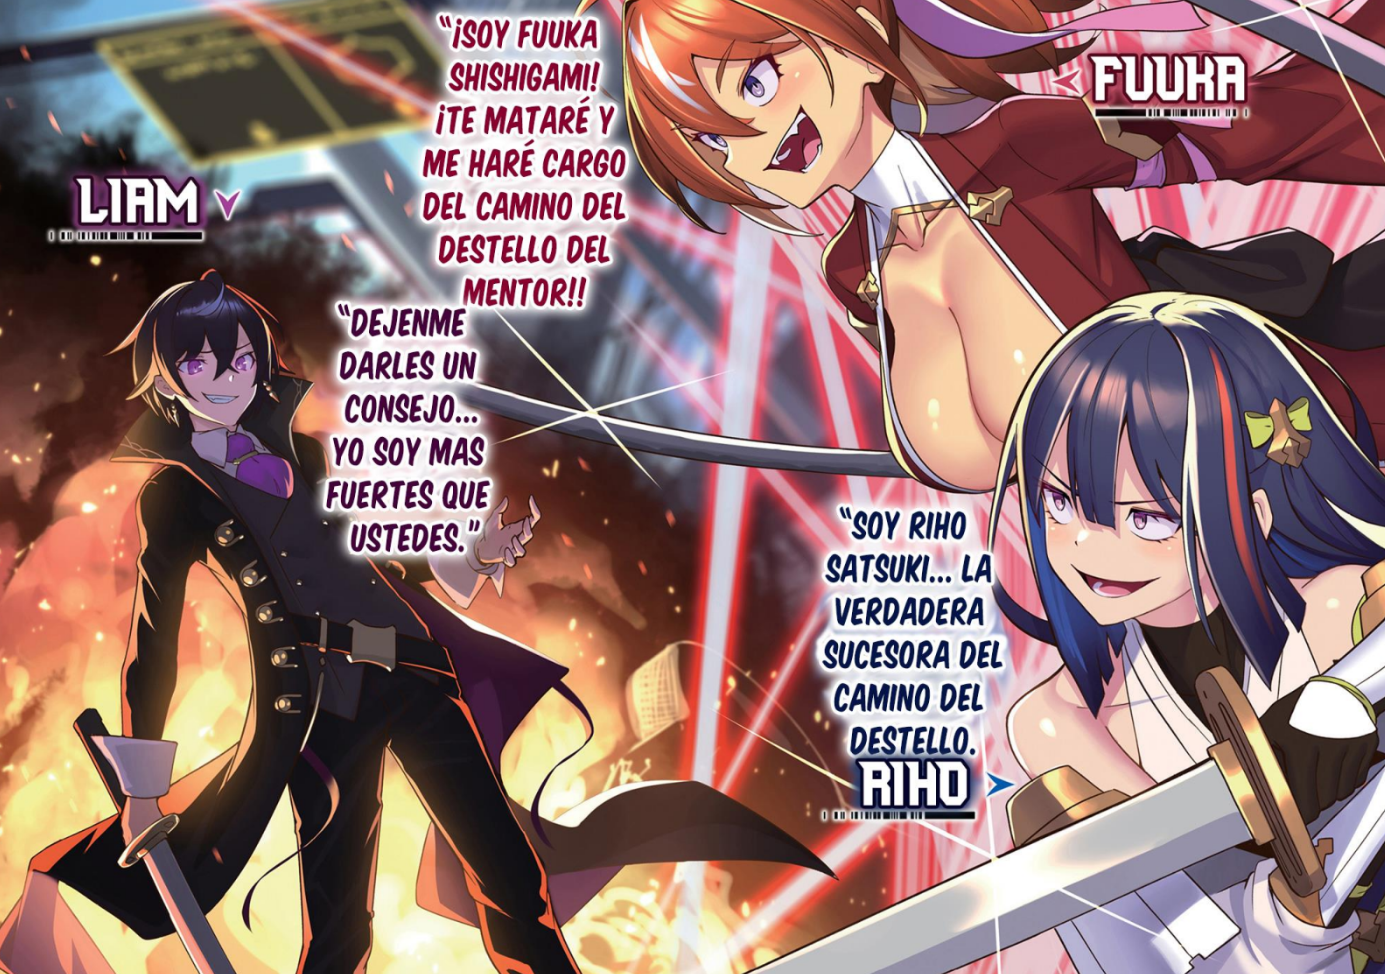 “¡SOY FUUKA
SHISHIGAMI!
¡TE MATARÉ Y
ME HARÉ CARGO
DEL CAMINO DEL
DESTELLO DEL
MENTOR!!
FUUKA
LIAM
“DEJENME
DARLES UN
CONSEJO...
YO SOY MAS
FUERTES QUE
USTEDES.”
“SOY RIHO
SATSUKI... LA
VERDADERA
SUCESORA DEL
CAMINO DEL
DESTELLO.
RIHO